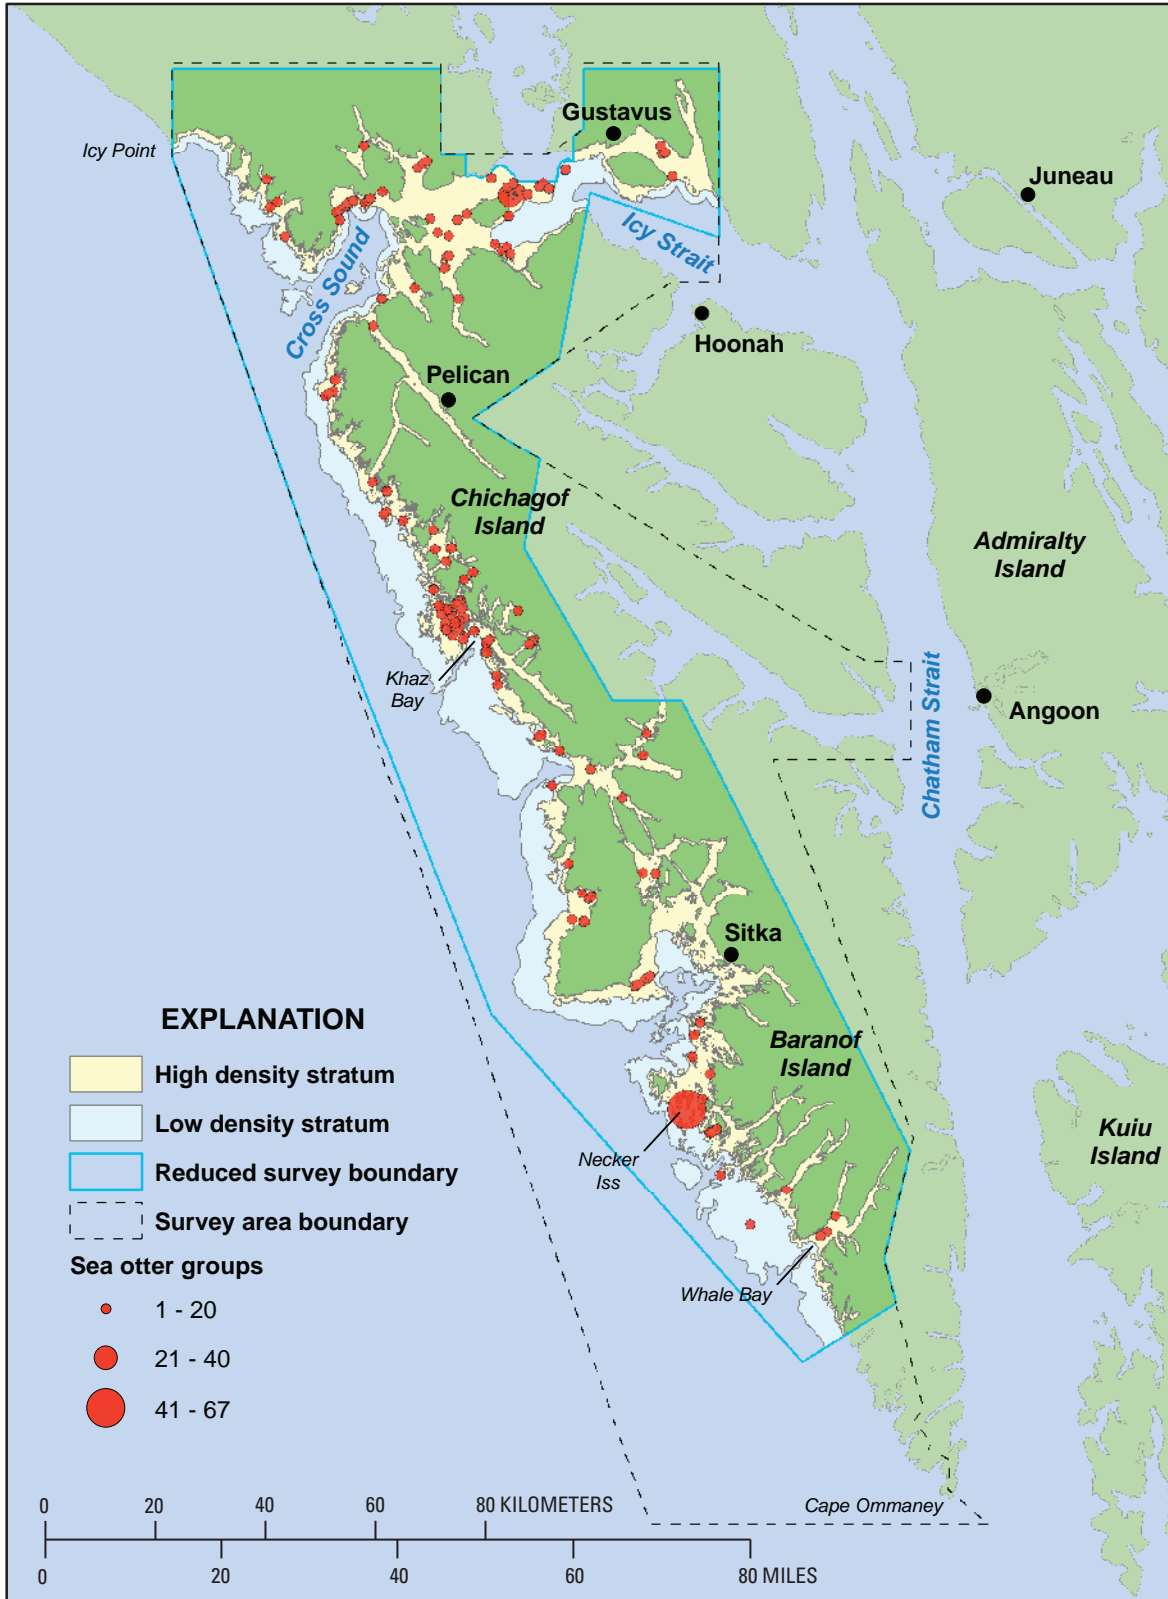 Gustavus
Icy Point
Juneau
Icy Strait
Cross Sound
Hoonah
Pelican
Chichagof
Island
Admiralty
Island
Khaz
Bay
Angoon
Chatham Strait
Sitka
EXPLANATION
High density stratum
Low density stratum
Reduced survey boundary
Survey area boundary
Sea otter groups
1 - 20
21 - 40
41 - 67
Baranof
Island
Necker
Iss
Kuiu
Island
Whale Bay
Cape Ommaney
0 20 40 60 80 KILOMETERS
0 20 40 60 80 MILES